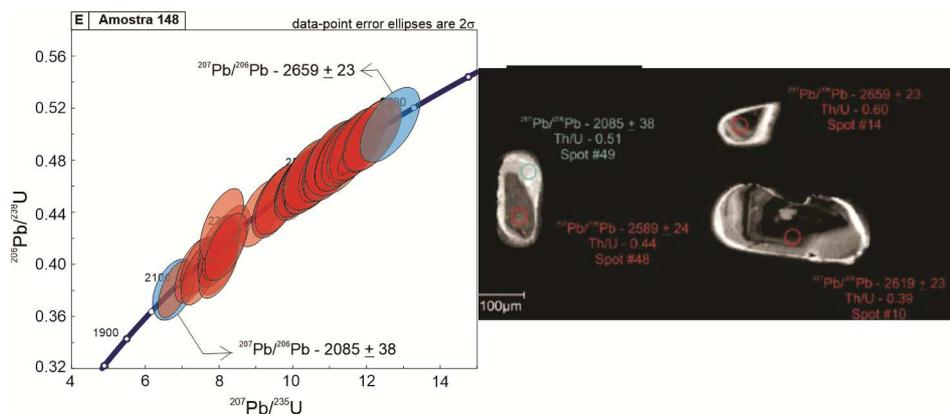 E Amostra 148
data-point error ellipses are 2σ
0.56
0.52
0.48
0.44
0.40
0.36
0.32
²⁰⁶Pb/²³⁸U
²⁰⁷Pb/²⁰⁶Pb - 2659 ± 23
2100
1900
²⁰⁷Pb/²⁰⁶Pb - 2085 ± 38
4 6 8 10 12 14
²⁰⁷Pb/²³⁵U
²⁰⁷Pb/²⁰⁶Pb - 2085 ± 38
Th/U - 0.51
Spot #49
²⁰⁷Pb/²⁰⁶Pb - 2659 ± 23
Th/U - 0.60
Spot #14
²⁰⁷Pb/²⁰⁶Pb - 2589 ± 24
Th/U - 0.44
Spot #48
²⁰⁷Pb/²⁰⁶Pb - 2619 ± 23
Th/U - 0.39
Spot #10
100µm